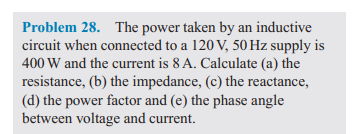 Problem 28. The power taken by an inductive
circuit when connected to a 120 V, 50 Hz supply is
400 W and the current is 8 A. Calculate (a) the
resistance, (b) the impedance, (c) the reactance,
(d) the power factor and (e) the phase angle
between voltage and current.